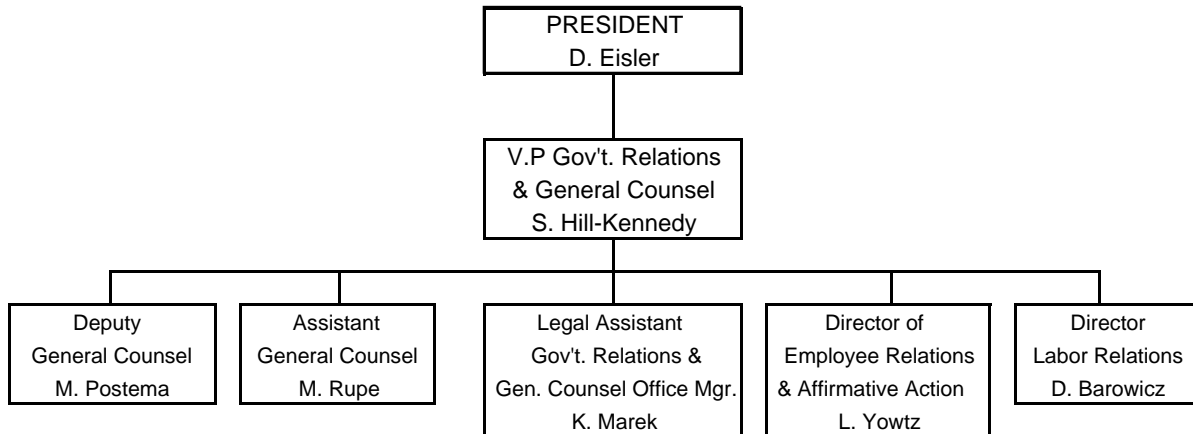 PRESIDENT
D. Eisler
V.P Gov't. Relations
& General Counsel
S. Hill-Kennedy
Deputy
General Counsel
M. Postema
Assistant
General Counsel
M. Rupe
Legal Assistant
Gov't. Relations &
Gen. Counsel Office Mgr.
K. Marek
Director of
Employee Relations
& Affirmative Action
L. Yowtz
Director
Labor Relations
D. Barowicz